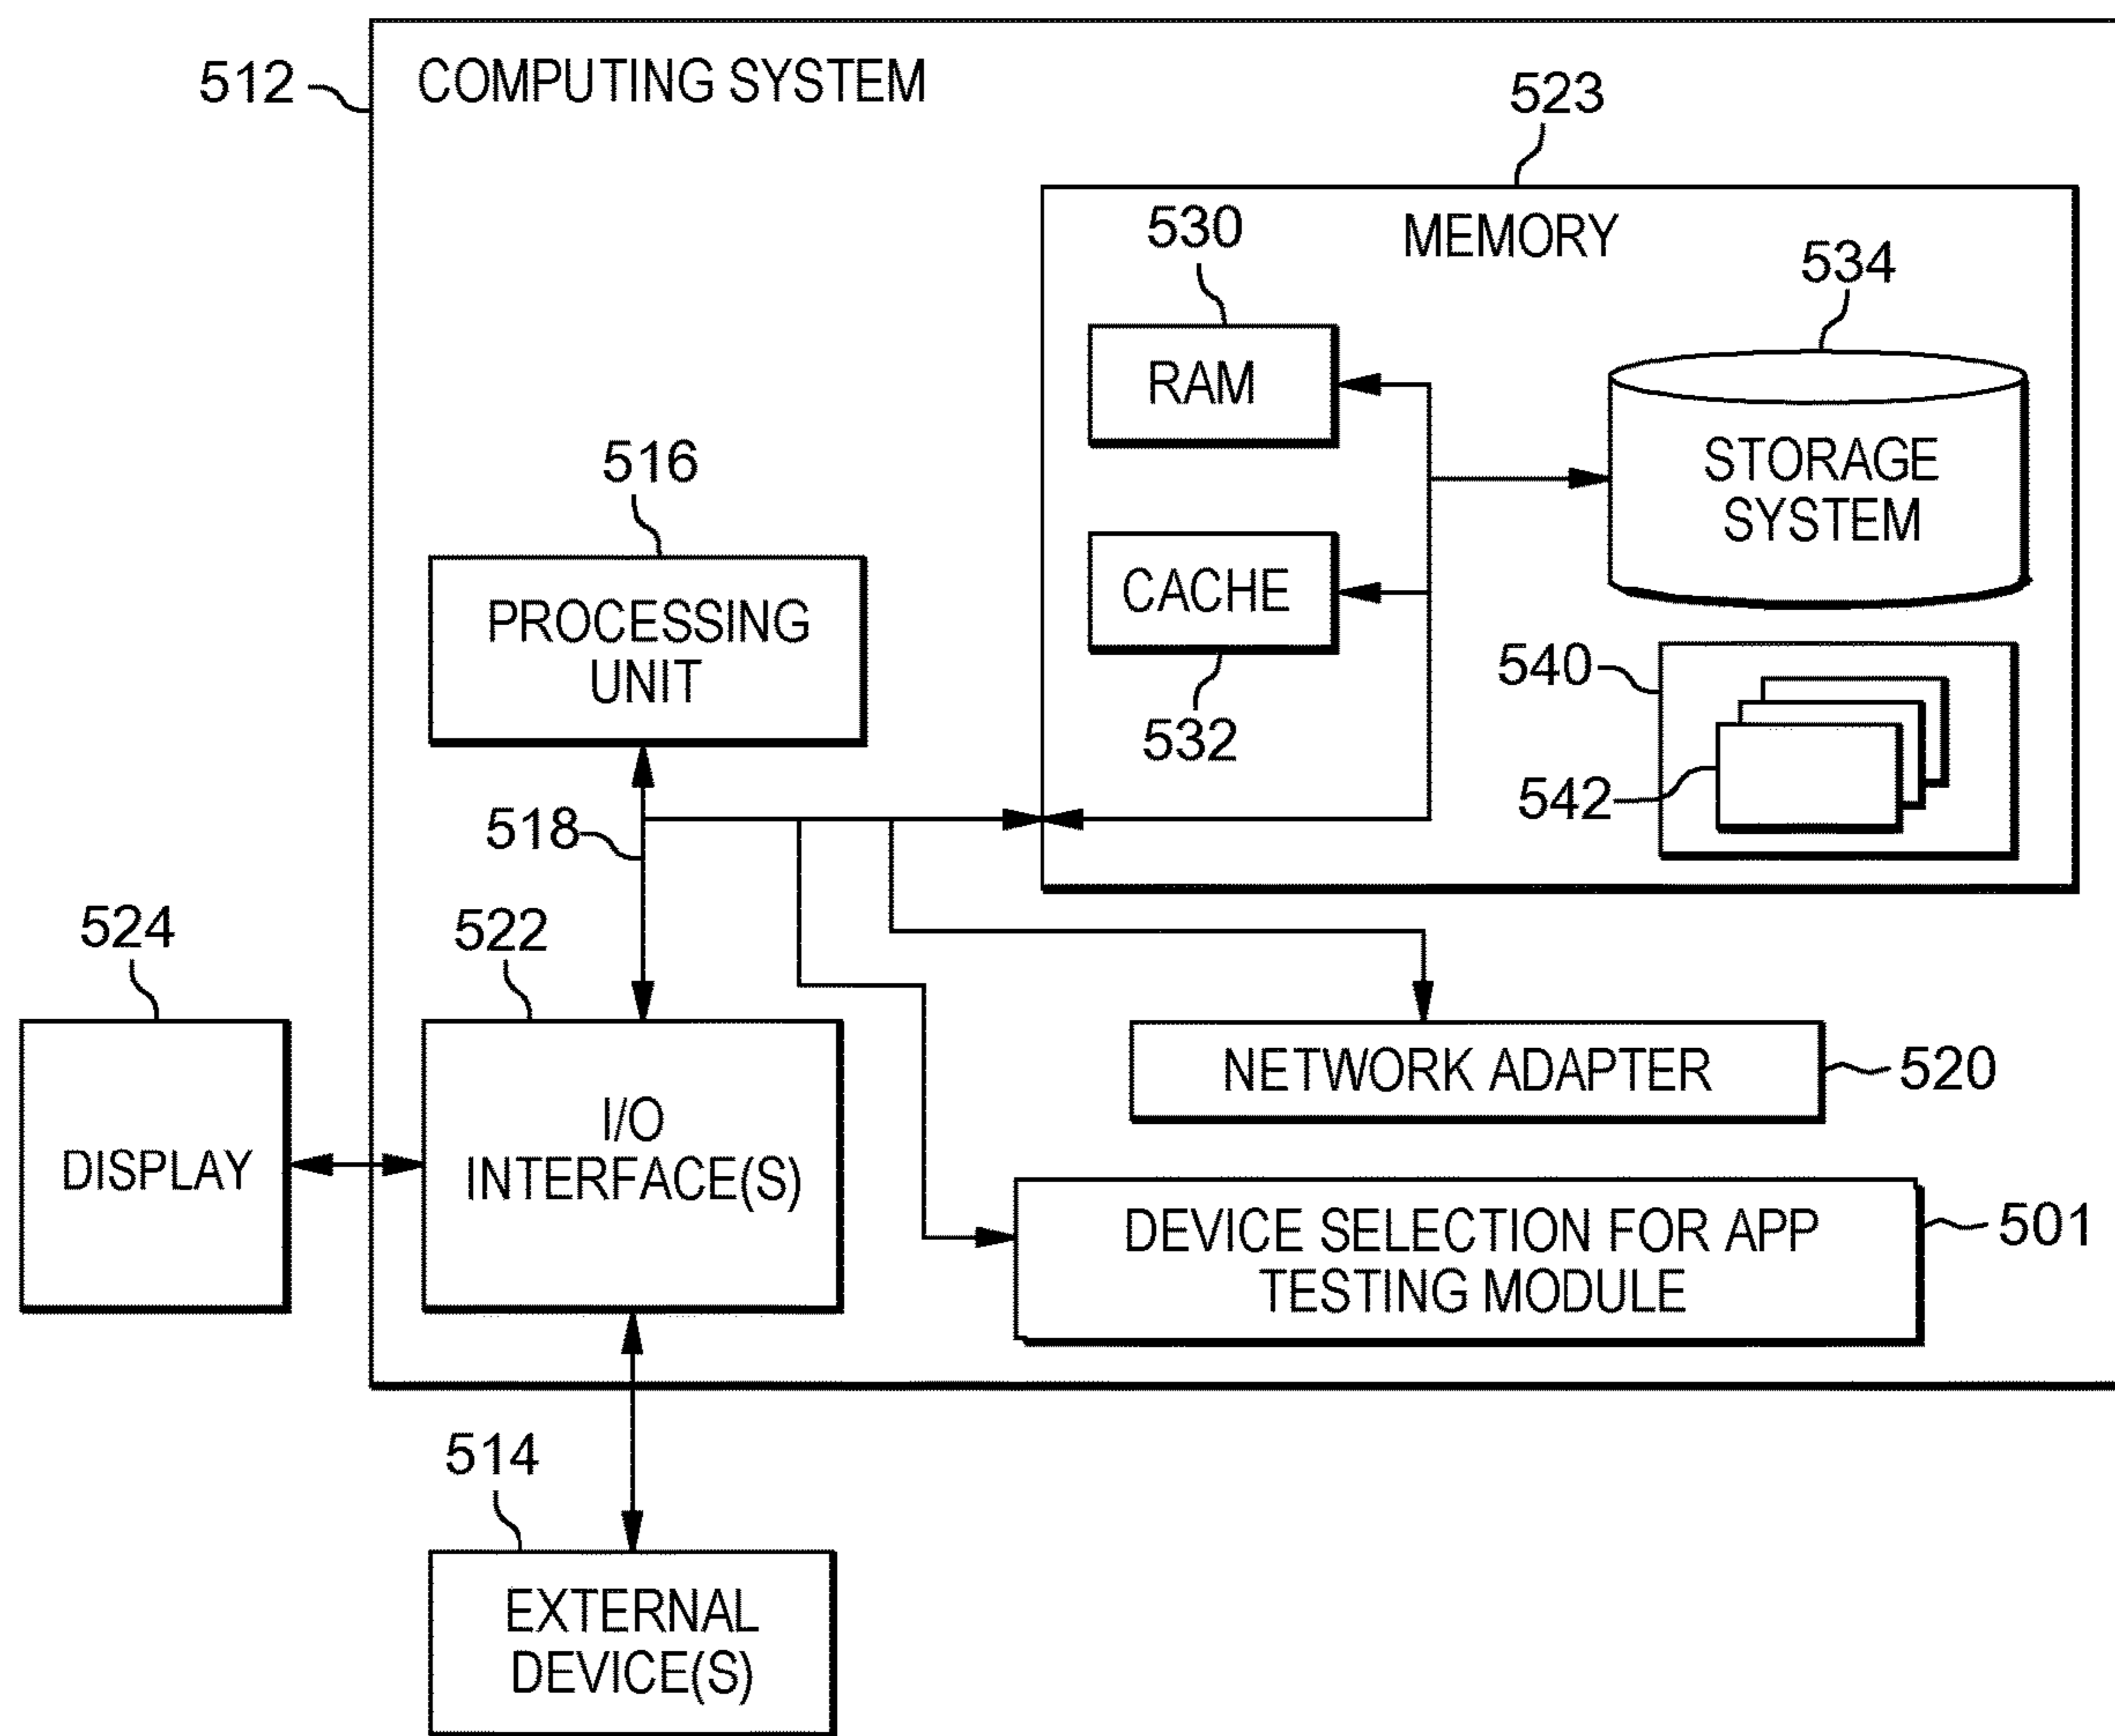 512
COMPUTING SYSTEM
523
MEMORY
530
534
RAM
STORAGE
SYSTEM
516
PROCESSING
UNIT
CACHE
532
540
542
518
524
522
DISPLAY
I/O
INTERFACE(S)
NETWORK ADAPTER
520
DEVICE SELECTION FOR APP
TESTING MODULE
501
514
EXTERNAL
DEVICE(S)